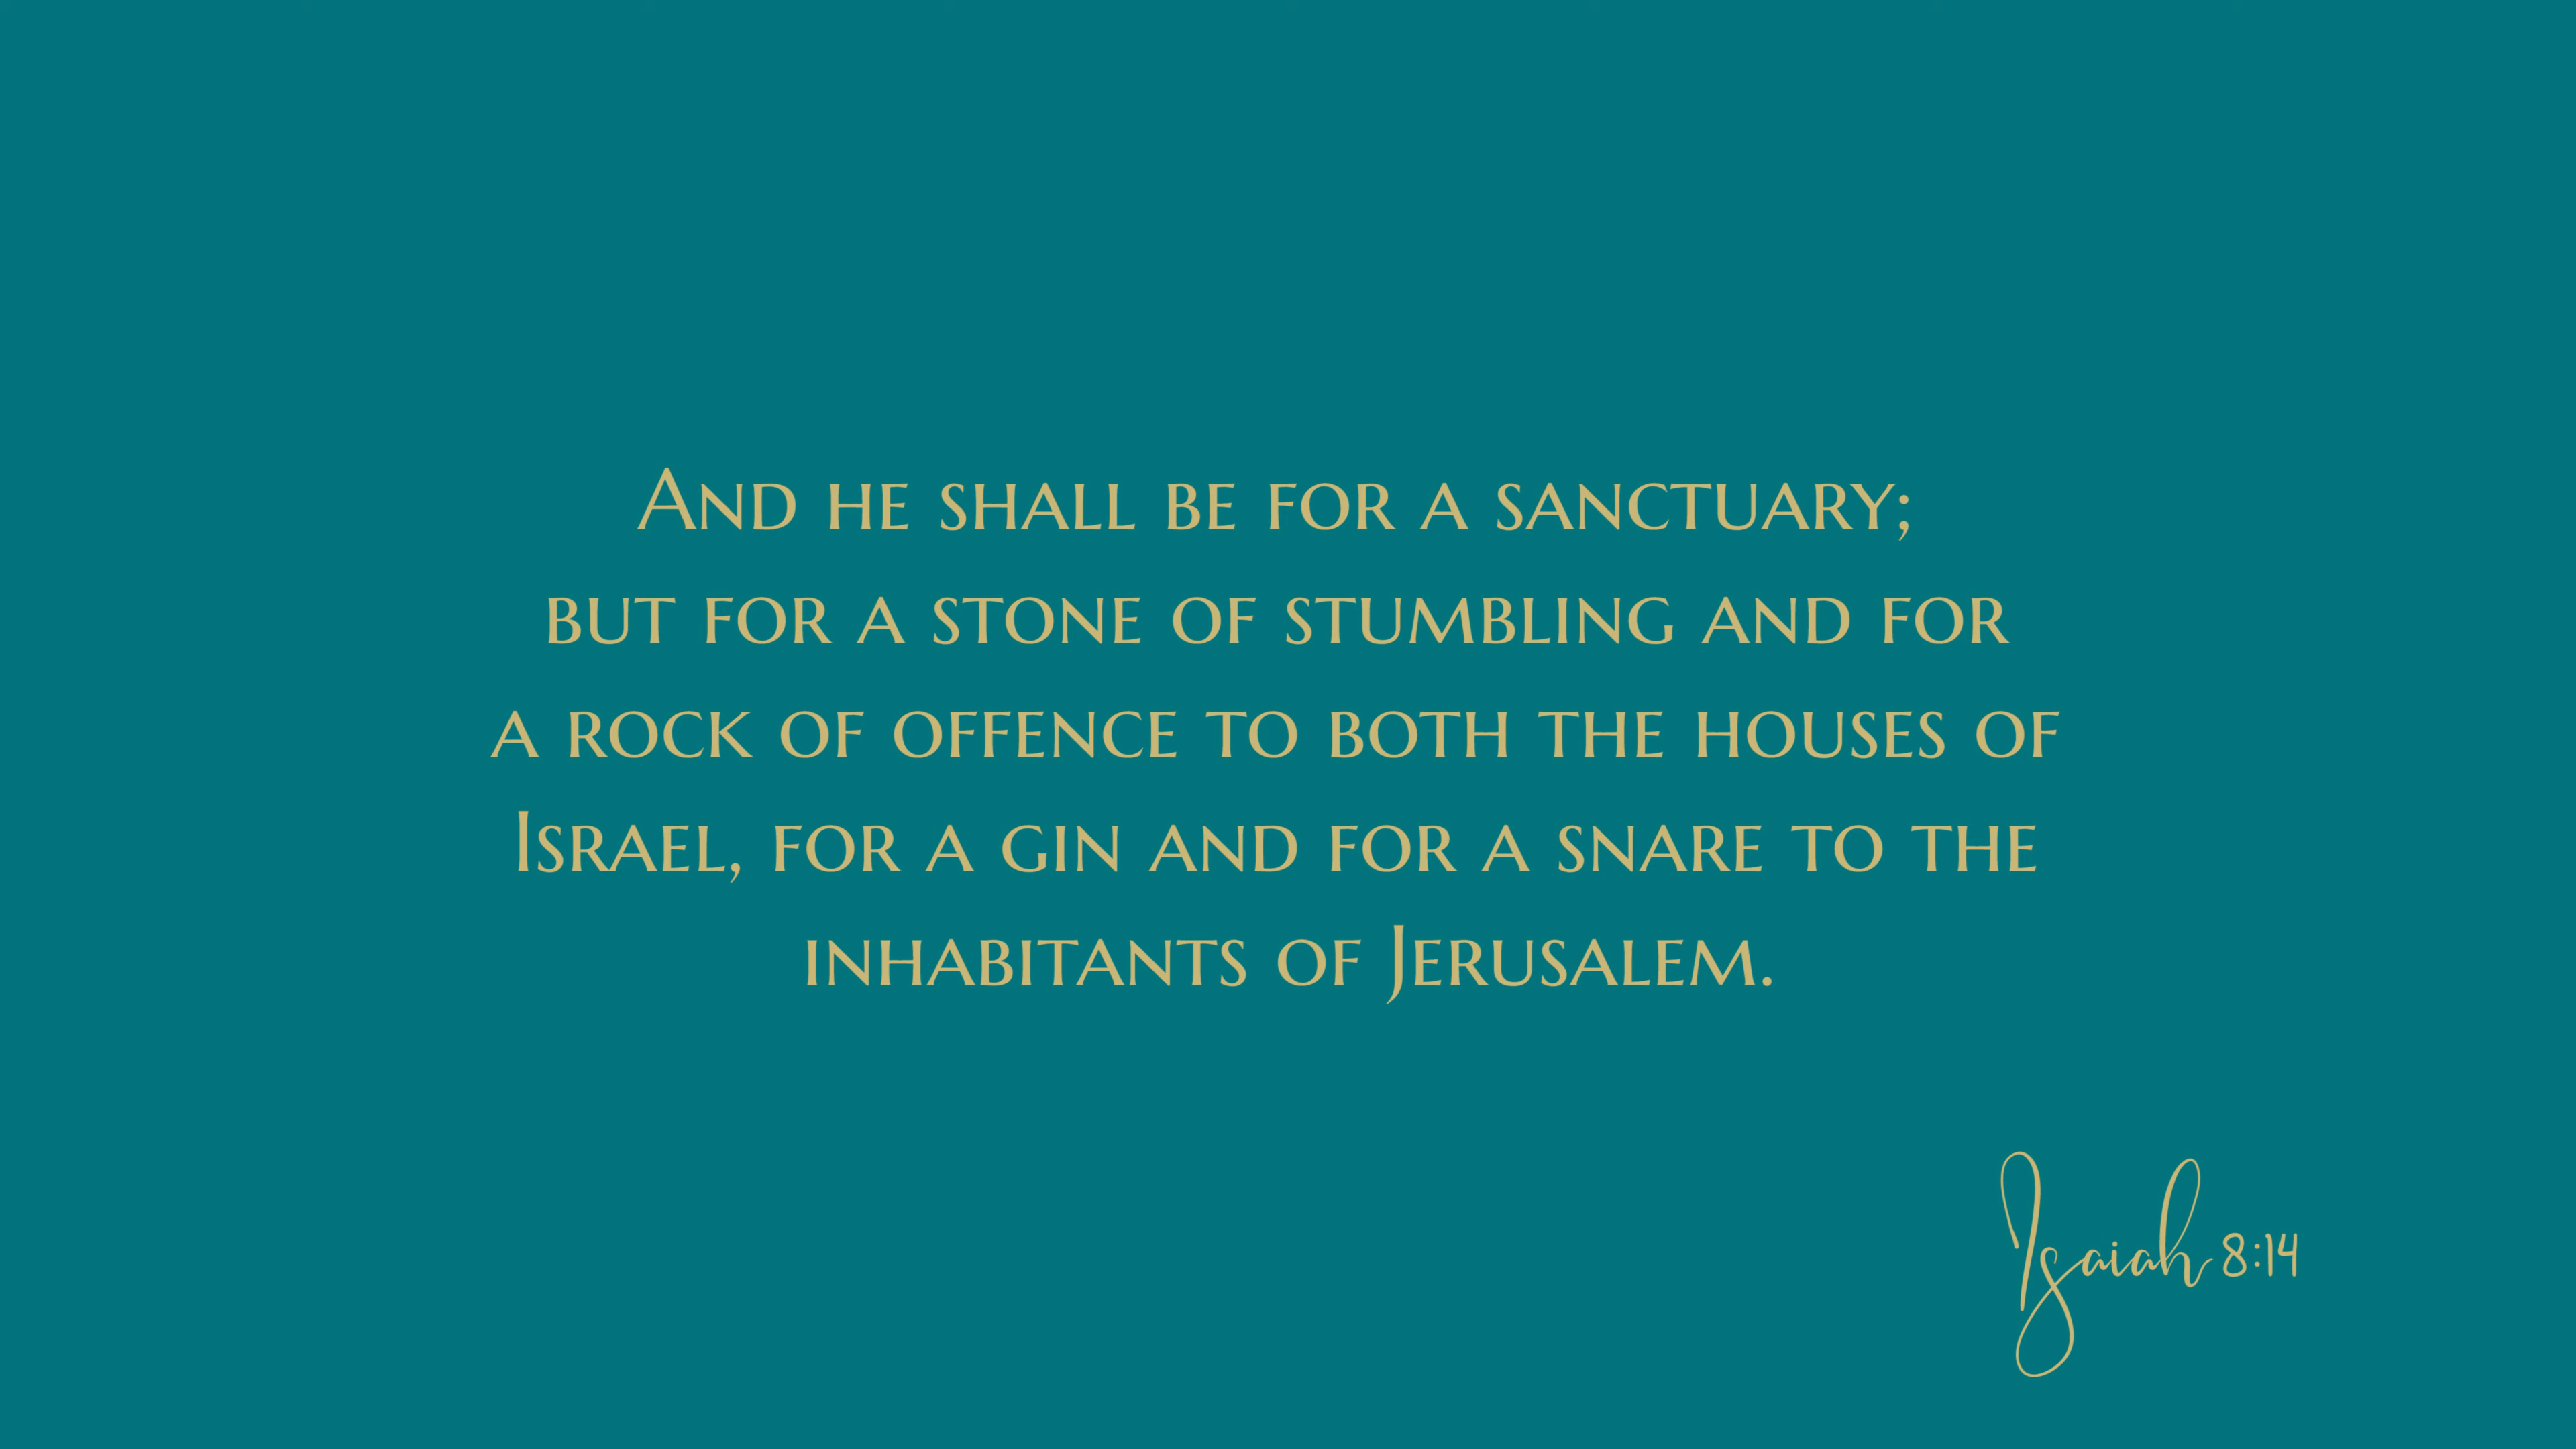 And he shall be for a sanctuary;
but for a stone of stumbling and for
a rock of offence to both the houses of
Israel, for a gin and for a snare to the
inhabitants of Jerusalem.
Isaiah 8:14